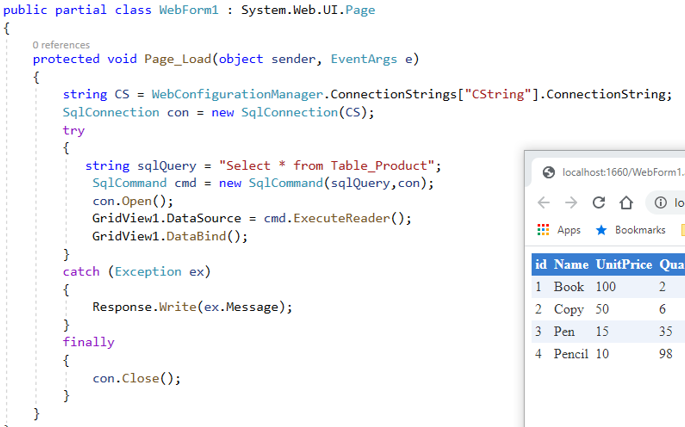 public partial class WebForm1 : System.Web.UI.Page
{
0 references
protected void Page_Load(object sender, EventArgs e)
{
string CS = WebConfigurationManager.ConnectionStrings["CString"].ConnectionString;
SqlConnection con = new SqlConnection(CS);
try
{
string sqlQuery = "Select * from Table_Product";
SqlCommand cmd = new SqlCommand(sqlQuery,con);
con.Open();
GridView1.DataSource = cmd.ExecuteReader();
GridView1.DataBind();
}
catch (Exception ex)
{
Response.Write(ex.Message);
}
finally
{
con.Close();
}
}
localhost:1660/WebForm1.
lo
Apps Bookmarks
id Name UnitPrice Qua
1 Book 100 2
2 Copy 50 6
3 Pen 15 35
4 Pencil 10 98